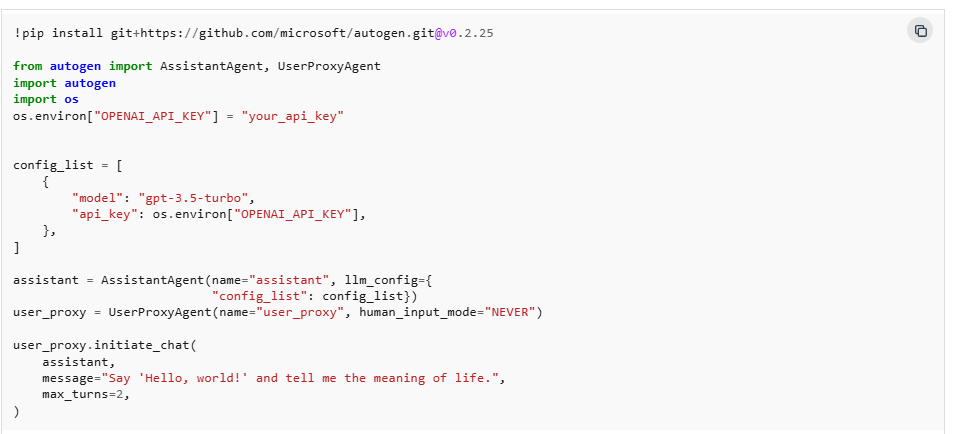 !pip install git+https://github.com/microsoft/autogen.git@v0.2.25
from autogen import AssistantAgent, UserProxyAgent
import autogen
import os
os.environ["OPENAI_API_KEY"] = "your_api_key"
config_list = [
    {
        "model": "gpt-3.5-turbo",
        "api_key": os.environ["OPENAI_API_KEY"],
    },
]
assistant = AssistantAgent(name="assistant", llm_config={
                           "config_list": config_list})
user_proxy = UserProxyAgent(name="user_proxy", human_input_mode="NEVER")
user_proxy.initiate_chat(
    assistant,
    message="Say 'Hello, world!' and tell me the meaning of life.",
    max_turns=2,
)